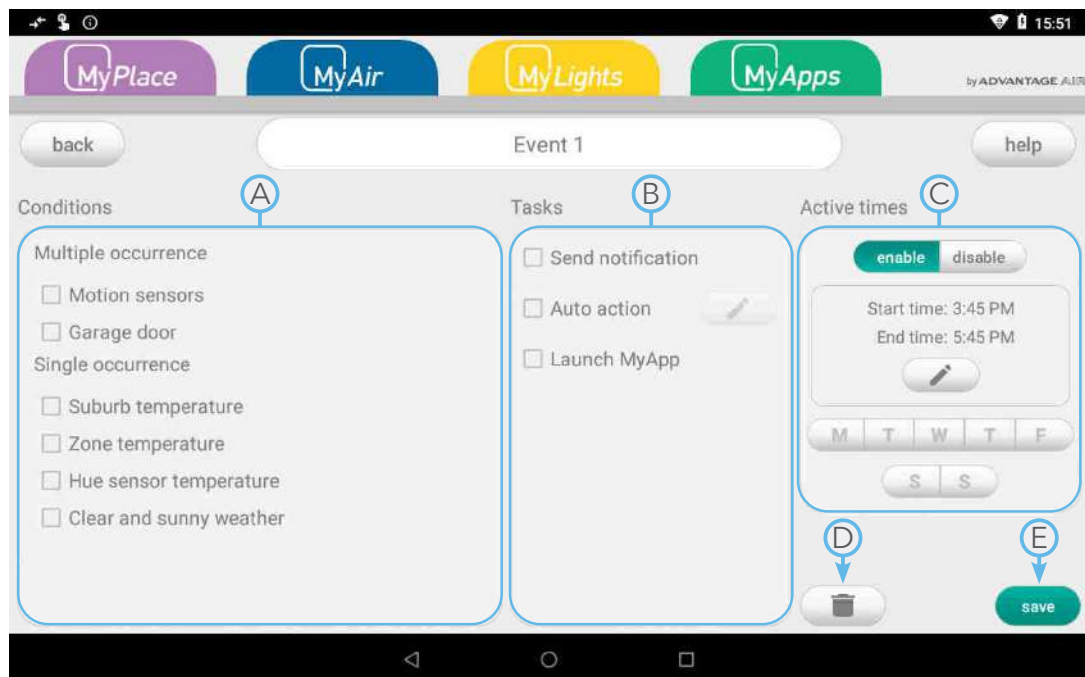 15:51
MyPlace
MyAir
MyLights
MyApps
by ADVANTAGE AIR
back
Event 1
help
A
B
C
Conditions
Tasks
Active times
Multiple occurrence
Motion sensors
Garage door
Single occurrence
Suburb temperature
Zone temperature
Hue sensor temperature
Clear and sunny weather
Send notification
Auto action
Launch MyApp
enable disable
Start time: 3:45 PM
End time: 5:45 PM
M T W T F
S S
D
E
save